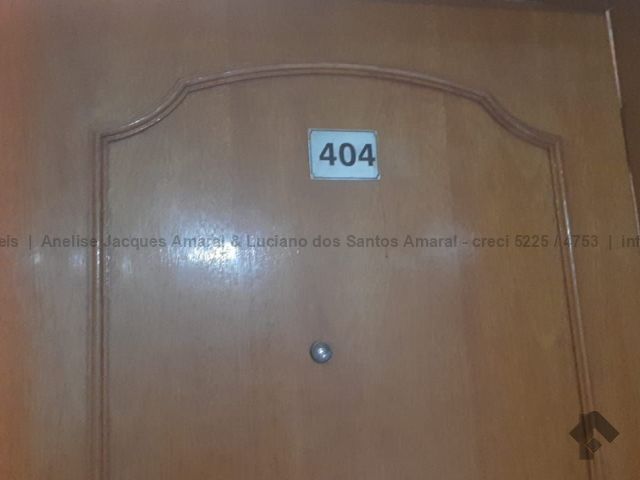 404
eis | Anelise Jacques Amaral & Luciano dos Santos Amaral - creci 5225 / 4753 | inf